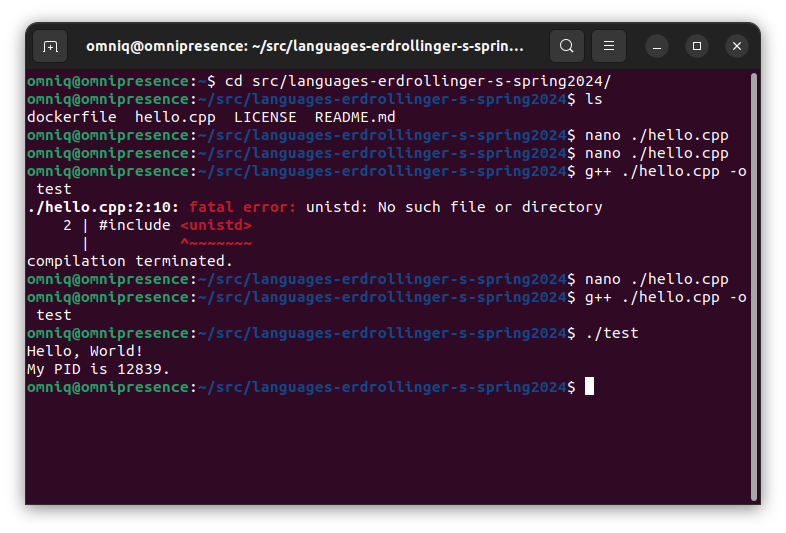 omniq@omnipresence: ~/src/languages-erdrollinger-s-sprin...
omniq@omnipresence:~$ cd src/languages-erdrollinger-s-spring2024/
omniq@omnipresence:~/src/languages-erdrollinger-s-spring2024$ ls
dockerfile  hello.cpp  LICENSE  README.md
omniq@omnipresence:~/src/languages-erdrollinger-s-spring2024$ nano ./hello.cpp
omniq@omnipresence:~/src/languages-erdrollinger-s-spring2024$ nano ./hello.cpp
omniq@omnipresence:~/src/languages-erdrollinger-s-spring2024$ g++ ./hello.cpp -o
 test
./hello.cpp:2:10: fatal error: unistd: No such file or directory
    2 | #include <unistd>
      |          ^~~~~~~~
compilation terminated.
omniq@omnipresence:~/src/languages-erdrollinger-s-spring2024$ nano ./hello.cpp
omniq@omnipresence:~/src/languages-erdrollinger-s-spring2024$ g++ ./hello.cpp -o
 test
omniq@omnipresence:~/src/languages-erdrollinger-s-spring2024$ ./test
Hello, World!
My PID is 12839.
omniq@omnipresence:~/src/languages-erdrollinger-s-spring2024$